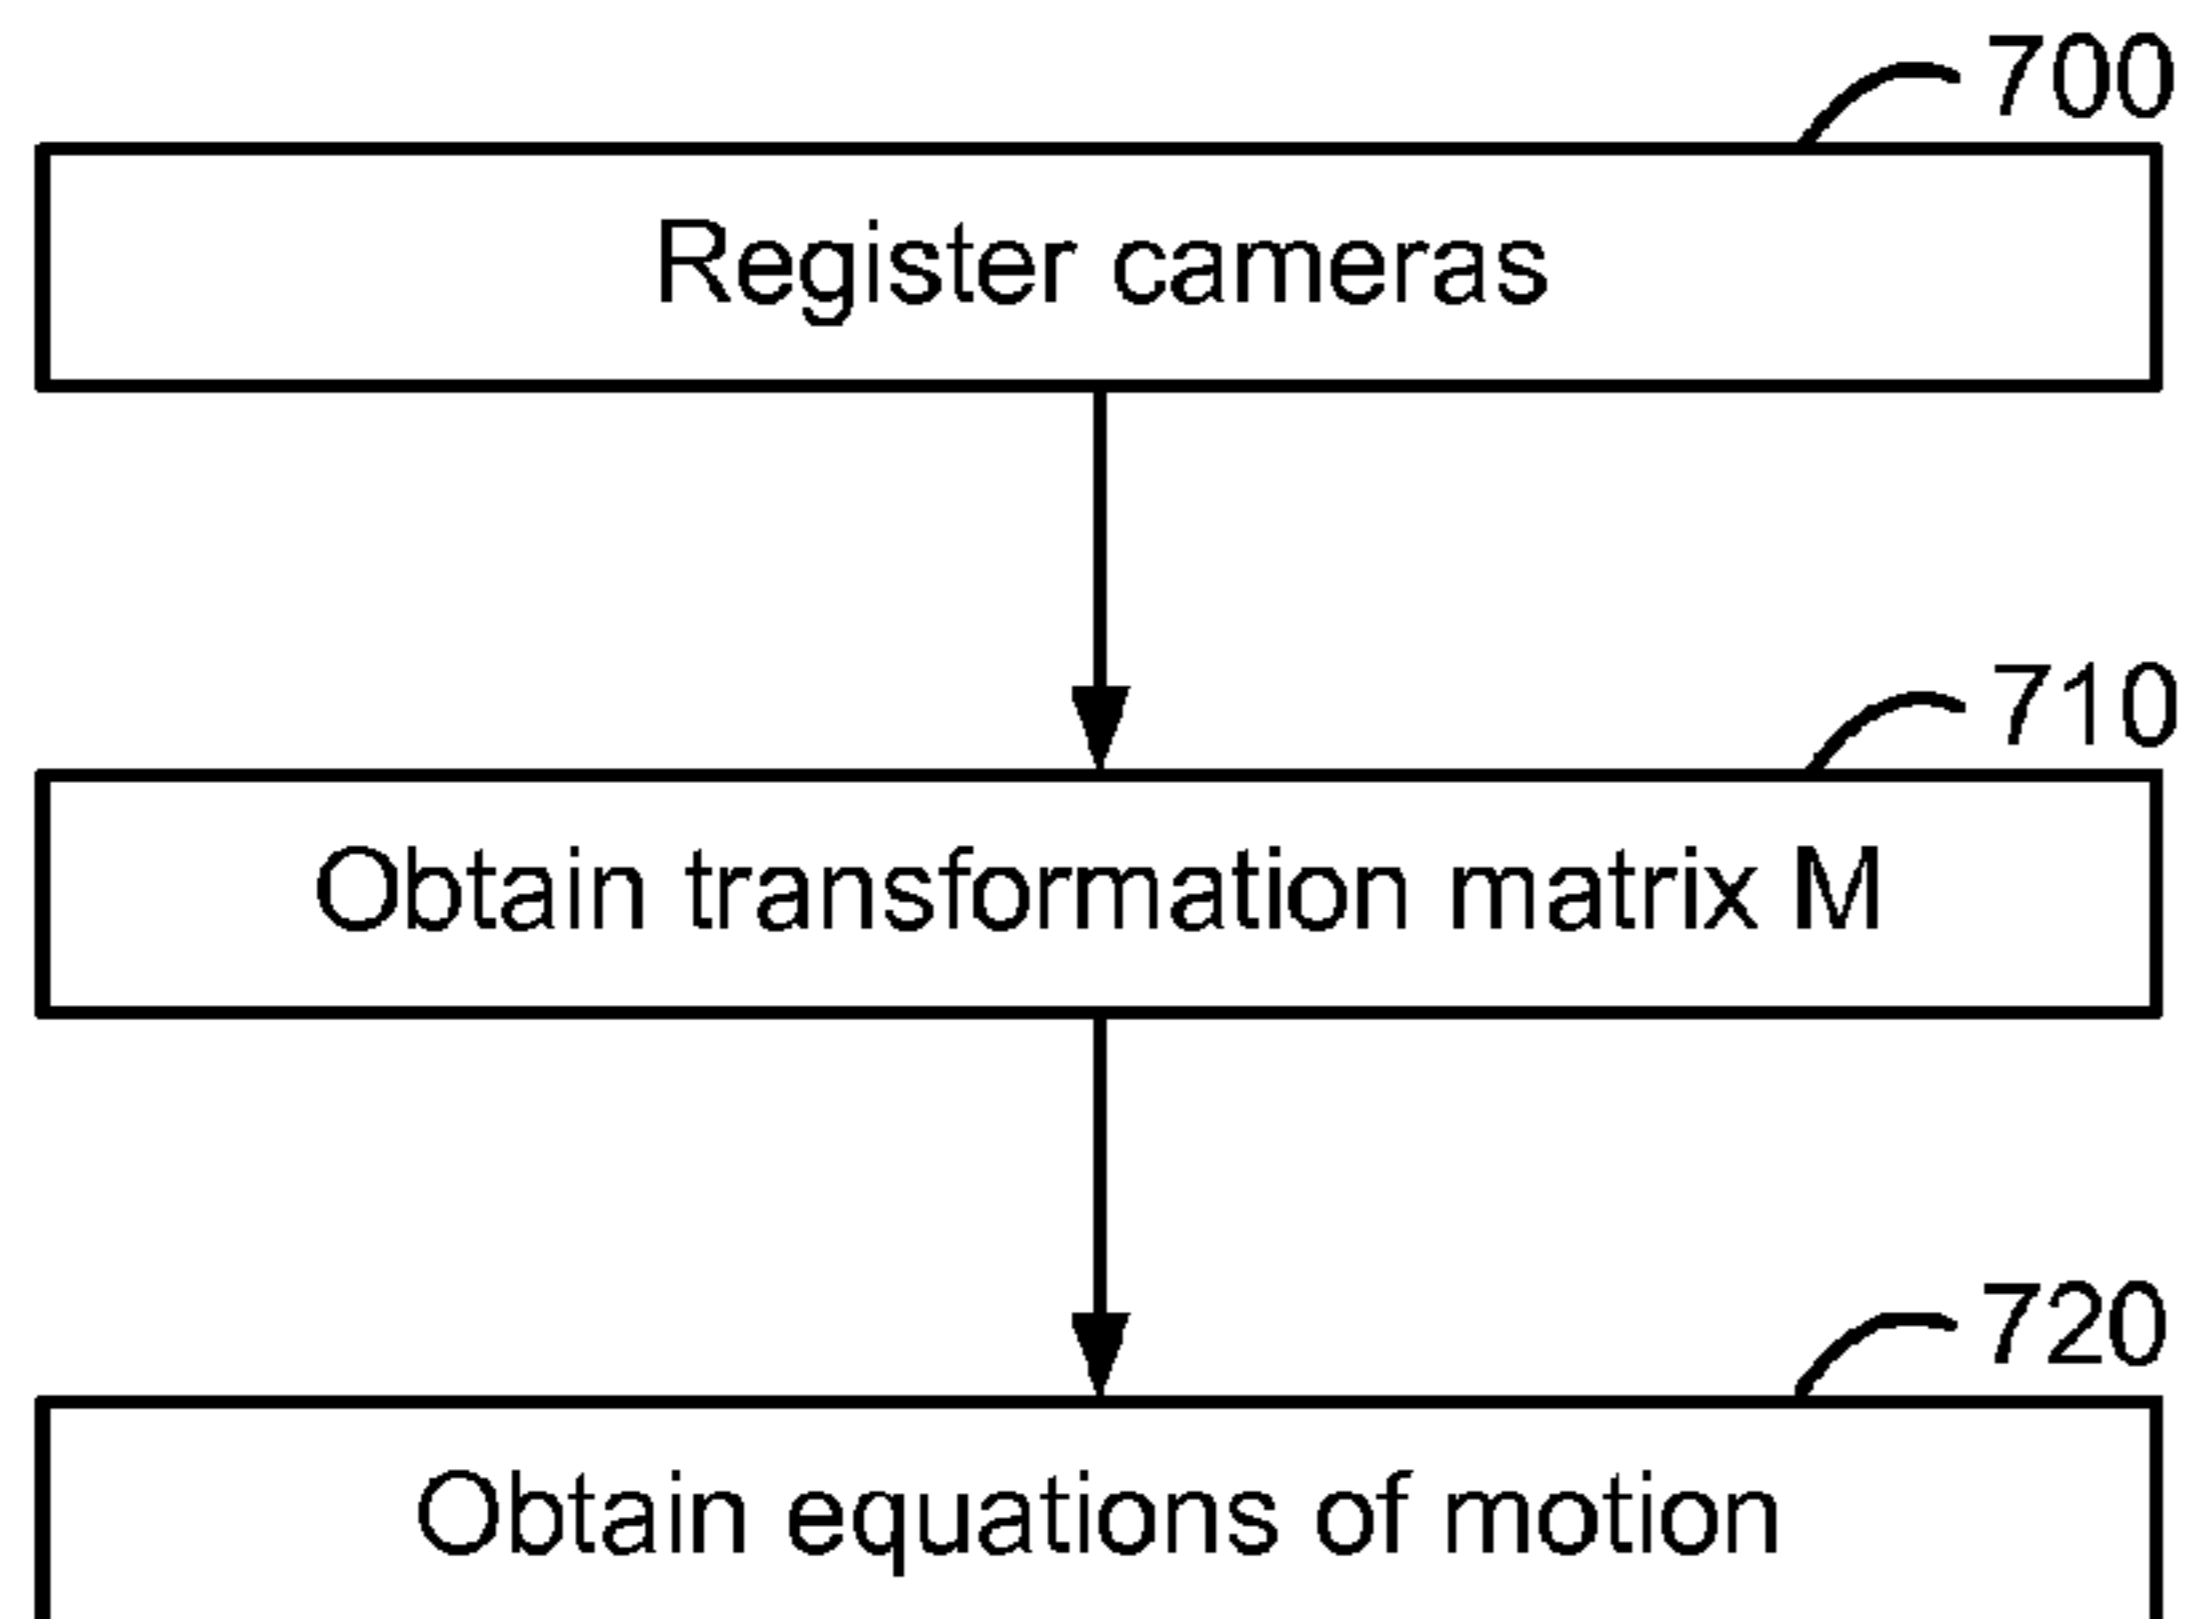 700
Register cameras
710
Obtain transformation matrix M
720
Obtain equations of motion